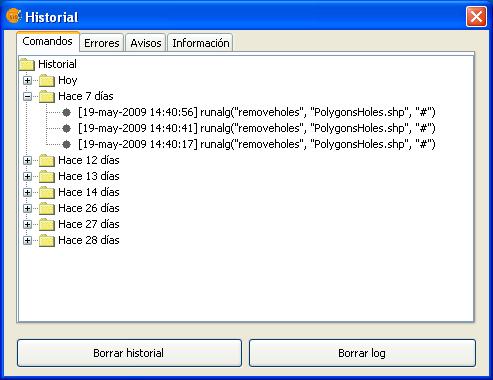 Historial
Comandos Errores Avisos Información
Historial
Hoy
Hace 7 días
[19-may-2009 14:40:56] runalg("removeholes", "PolygonsHoles.shp", "#")
[19-may-2009 14:40:41] runalg("removeholes", "PolygonsHoles.shp", "#")
[19-may-2009 14:40:17] runalg("removeholes", "PolygonsHoles.shp", "#")
Hace 12 días
Hace 13 días
Hace 14 días
Hace 26 días
Hace 27 días
Hace 28 días
Borrar historial Borrar log